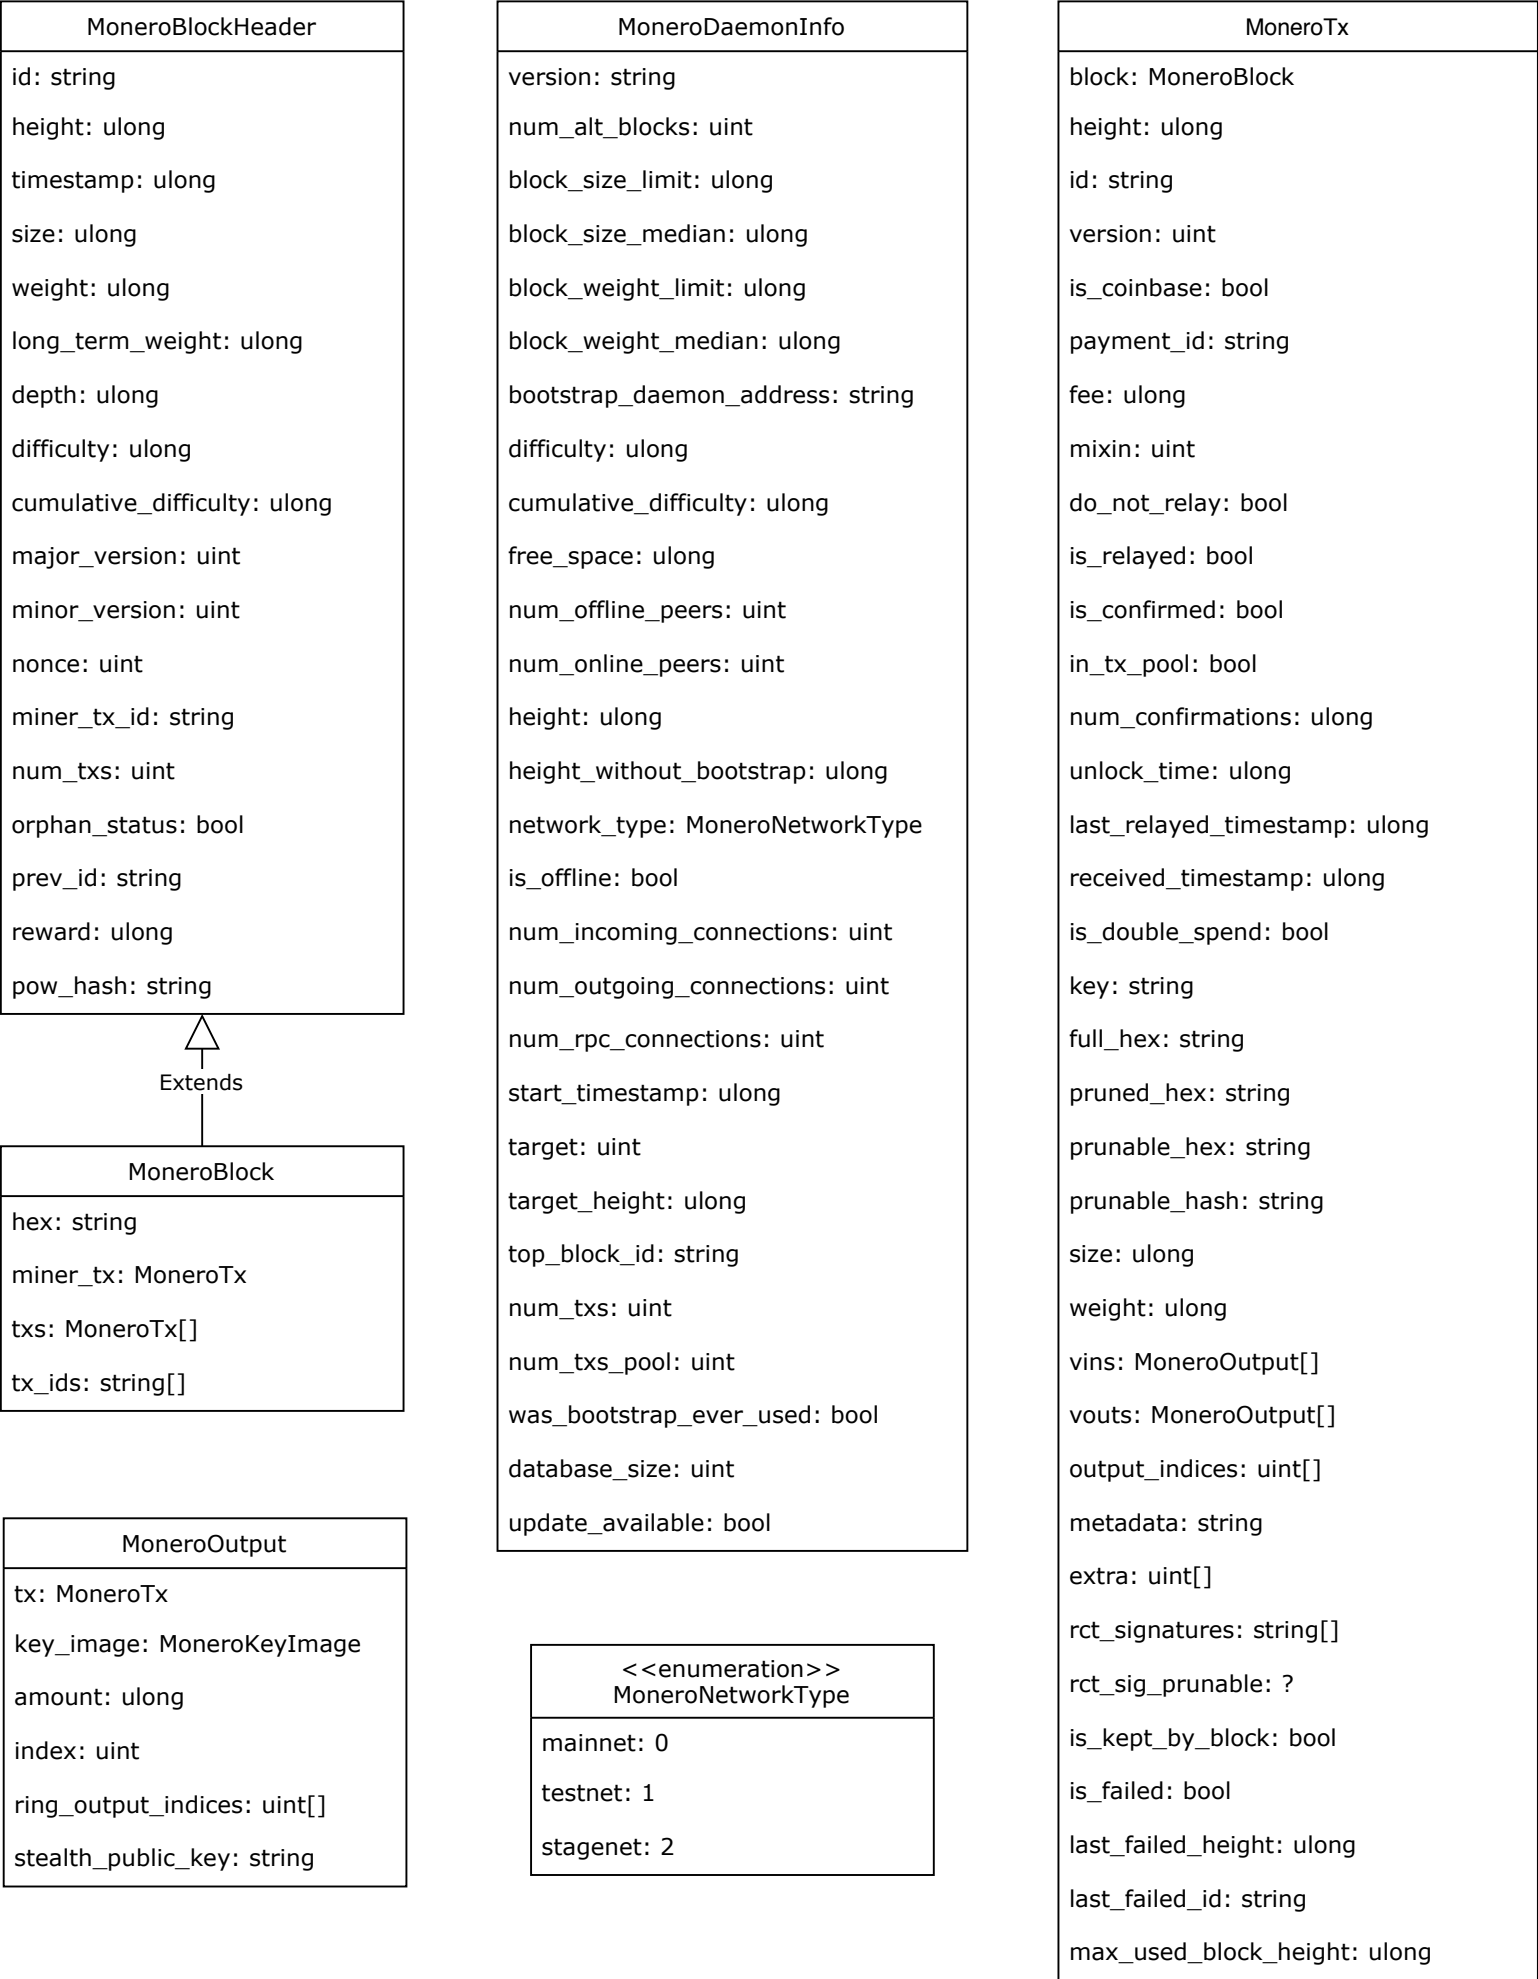 MoneroBlockHeader
id: string
height: ulong
timestamp: ulong
size: ulong
weight: ulong
long_term_weight: ulong
depth: ulong
difficulty: ulong
cumulative_difficulty: ulong
major_version: uint
minor_version: uint
nonce: uint
miner_tx_id: string
num_txs: uint
orphan_status: bool
prev_id: string
reward: ulong
pow_hash: string
Extends
MoneroBlock
hex: string
miner_tx: MoneroTx
txs: MoneroTx[]
tx_ids: string[]
MoneroOutput
tx: MoneroTx
key_image: MoneroKeyImage
amount: ulong
index: uint
ring_output_indices: uint[]
stealth_public_key: string
MoneroDaemonInfo
version: string
num_alt_blocks: uint
block_size_limit: ulong
block_size_median: ulong
block_weight_limit: ulong
block_weight_median: ulong
bootstrap_daemon_address: string
difficulty: ulong
cumulative_difficulty: ulong
free_space: ulong
num_offline_peers: uint
num_online_peers: uint
height: ulong
height_without_bootstrap: ulong
network_type: MoneroNetworkType
is_offline: bool
num_incoming_connections: uint
num_outgoing_connections: uint
num_rpc_connections: uint
start_timestamp: ulong
target: uint
target_height: ulong
top_block_id: string
num_txs: uint
num_txs_pool: uint
was_bootstrap_ever_used: bool
database_size: uint
update_available: bool
<<enumeration>>
MoneroNetworkType
mainnet: 0
testnet: 1
stagenet: 2
MoneroTx
block: MoneroBlock
height: ulong
id: string
version: uint
is_coinbase: bool
payment_id: string
fee: ulong
mixin: uint
do_not_relay: bool
is_relayed: bool
is_confirmed: bool
in_tx_pool: bool
num_confirmations: ulong
unlock_time: ulong
last_relayed_timestamp: ulong
received_timestamp: ulong
is_double_spend: bool
key: string
full_hex: string
pruned_hex: string
prunable_hex: string
prunable_hash: string
size: ulong
weight: ulong
vins: MoneroOutput[]
vouts: MoneroOutput[]
output_indices: uint[]
metadata: string
extra: uint[]
rct_signatures: string[]
rct_sig_prunable: ?
is_kept_by_block: bool
is_failed: bool
last_failed_height: ulong
last_failed_id: string
max_used_block_height: ulong